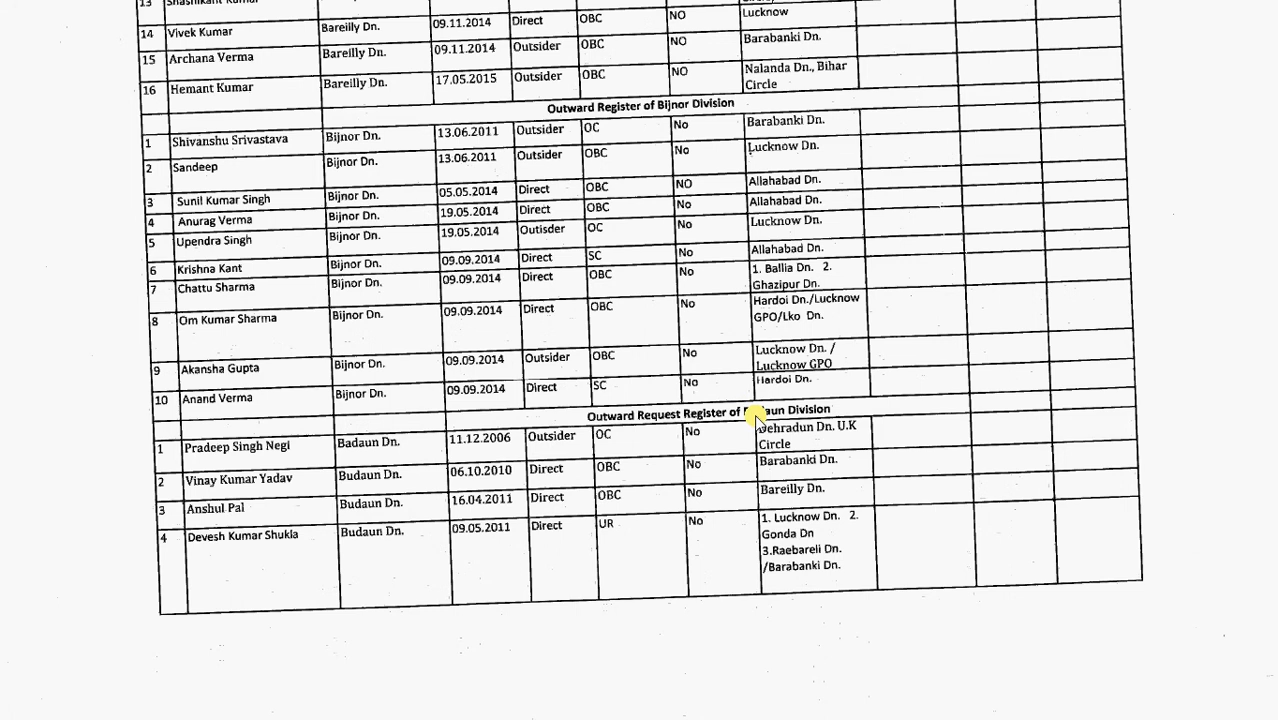 13 Shashikant Kumar
14 Vivek Kumar Bareilly Dn. 09.11.2014 Direct OBC NO Lucknow
15 Archana Verma Bareilly Dn. 09.11.2014 Outsider OBC NO Barabanki Dn.
16 Hemant Kumar Bareilly Dn. 17.05.2015 Outsider OBC NO Nalanda Dn., Bihar
Circle
Outward Register of Bijnor Division
1 Shivanshu Srivastava Bijnor Dn. 13.06.2011 Outsider OC No Barabanki Dn.
2 Sandeep Bijnor Dn. 13.06.2011 Outsider OBC No Lucknow Dn.
3 Sunil Kumar Singh Bijnor Dn. 05.05.2014 Direct OBC NO Allahabad Dn.
4 Anurag Verma Bijnor Dn. 19.05.2014 Direct OBC No Allahabad Dn.
5 Upendra Singh Bijnor Dn. 19.05.2014 Outisder OC No Lucknow Dn.
6 Krishna Kant Bijnor Dn. 09.09.2014 Direct SC No Allahabad Dn.
7 Chattu Sharma Bijnor Dn. 09.09.2014 Direct OBC No 1. Ballia Dn. 2.
Ghazipur Dn.
8 Om Kumar Sharma Bijnor Dn. 09.09.2014 Direct OBC No Hardoi Dn./Lucknow
GPO/Lko Dn.
9 Akansha Gupta Bijnor Dn. 09.09.2014 Outsider OBC No Lucknow Dn. /
Lucknow GPO
10 Anand Verma Bijnor Dn. 09.09.2014 Direct SC No Hardoi Dn.
Outward Request Register of Division
1 Pradeep Singh Negi Badaun Dn. 11.12.2006 Outsider OC No Dehradun Dn. U.K
Circle
2 Vinay Kumar Yadav Budaun Dn. 06.10.2010 Direct OBC No Barabanki Dn.
3 Anshul Pal Budaun Dn. 16.04.2011 Direct OBC No Bareilly Dn.
4 Devesh Kumar Shukla Budaun Dn. 09.05.2011 Direct UR No 1. Lucknow Dn. 2.
Gonda Dn
3.Raebareli Dn.
/Barabanki Dn.